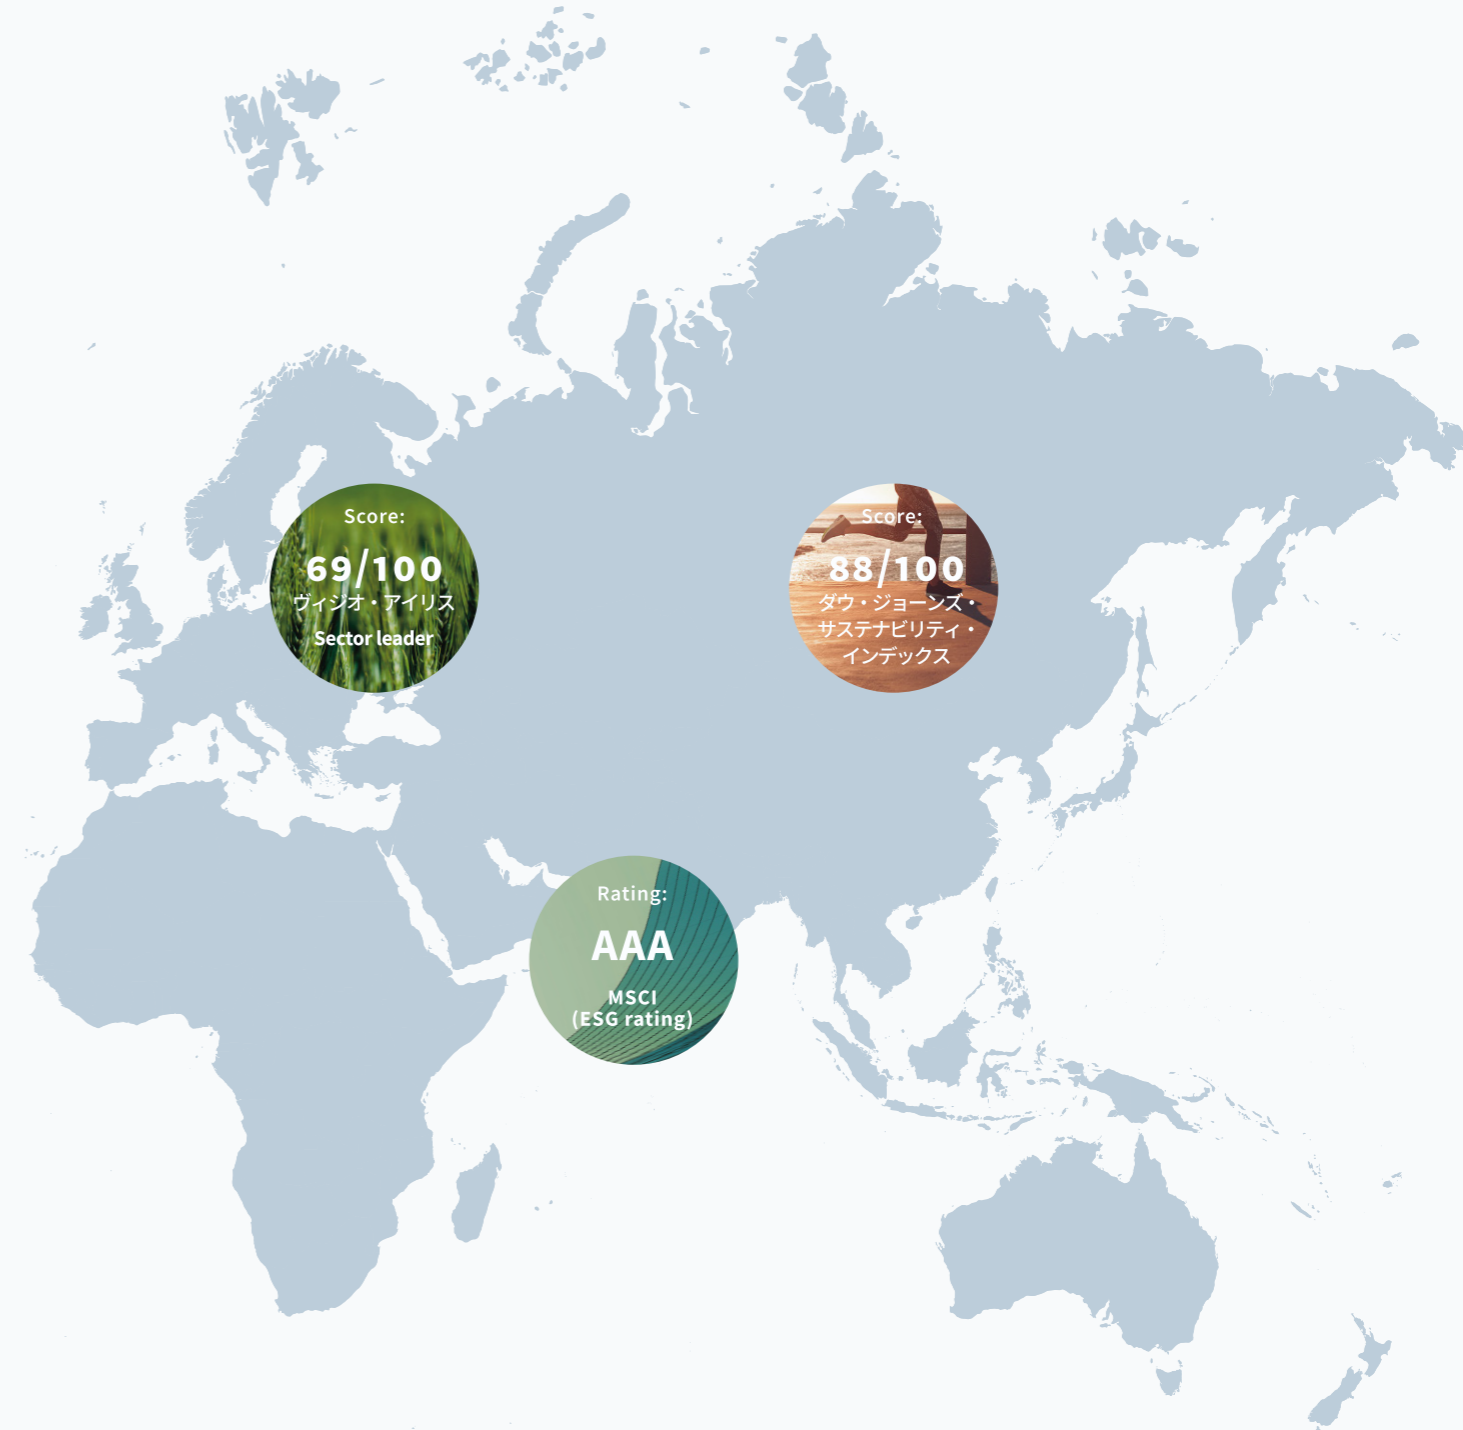 Score:
69/100
ヴィジオ・アイリス
Sector leader
Score:
88/100
ダウ・ジョーンズ・
サステナビリティ・
インデックス
Rating:
AAA
MSCI
(ESG rating)